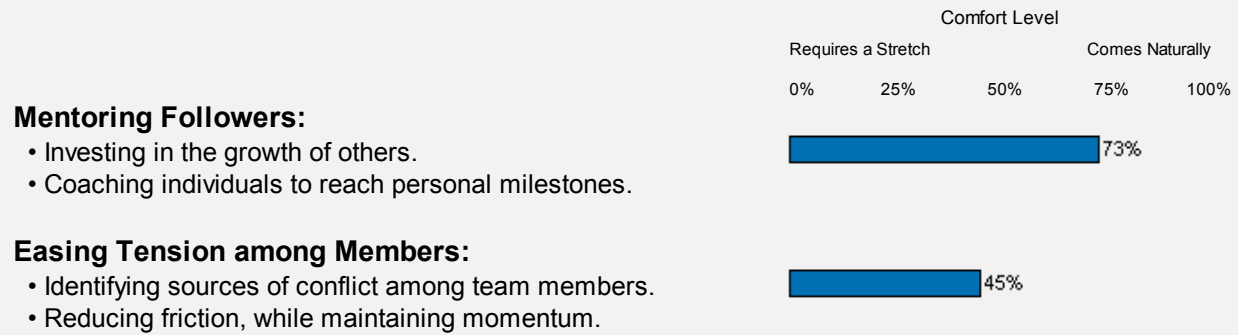 Comfort Level
Requires a Stretch Comes Naturally
0% 25% 50% 75% 100%
Mentoring Followers:
• Investing in the growth of others.
73%
• Coaching individuals to reach personal milestones.
Easing Tension among Members:
• Identifying sources of conflict among team members.
45%
• Reducing friction, while maintaining momentum.